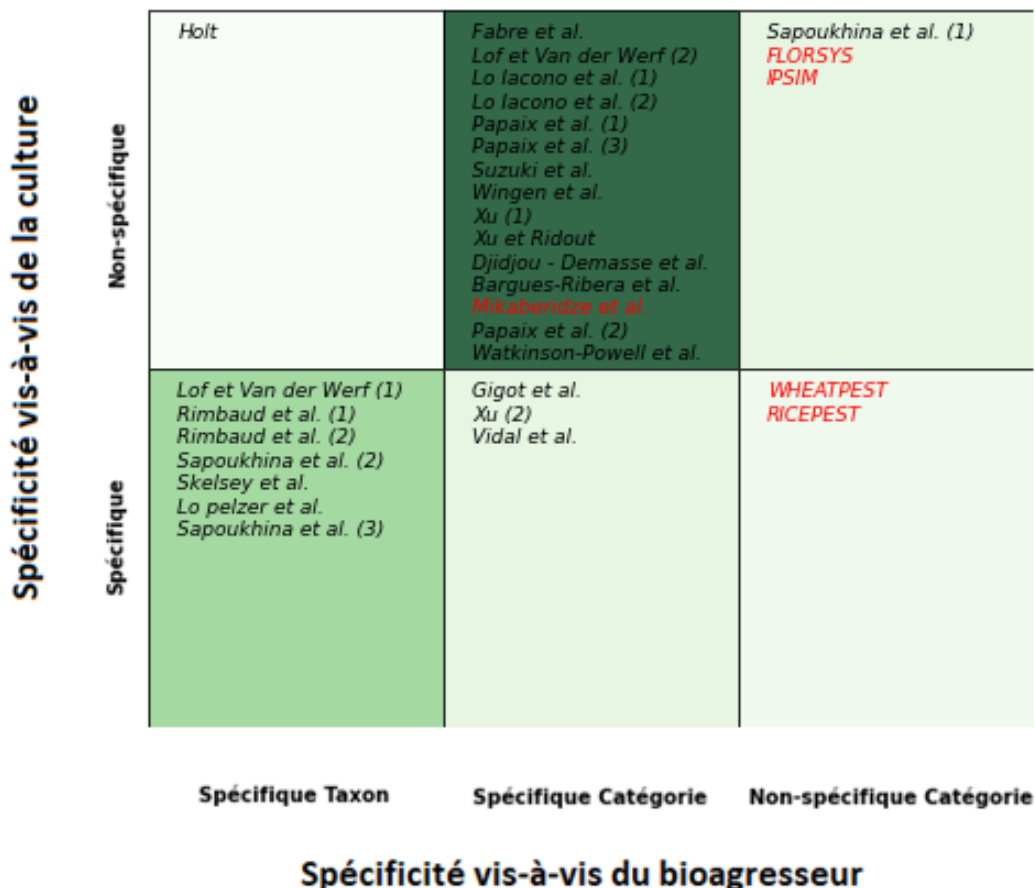 Spécificité vis-à-vis de la culture
Non-spécifique
Holt
Fabre et al.
Lof et Van der Werf (2)
Lo Iacono et al. (1)
Lo Iacono et al. (2)
Papaix et al. (1)
Papaix et al. (3)
Suzuki et al.
Wingen et al.
Xu (1)
Xu et Ridout
Djidjou - Demasse et al.
Bargues-Ribera et al.
Mikaberidze et al.
Papaix et al. (2)
Watkinson-Powell et al.
Sapoukhina et al. (1)
FLORSYS
IPSIM
Spécifique
Lof et Van der Werf (1)
Rimbaud et al. (1)
Rimbaud et al. (2)
Sapoukhina et al. (2)
Skelsey et al.
Lo pelzer et al.
Sapoukhina et al. (3)
Gigot et al.
Xu (2)
Vidal et al.
WHEATPEST
RICEPEST
Spécifique Taxon
Spécifique Catégorie
Non-spécifique Catégorie
Spécificité vis-à-vis du bioagresseur